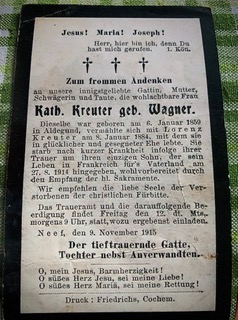 Jesus! Maria! Joseph!
Herr, hier bin ich, denn Du
hast mich gerufen. 1. Kön.
Zum frommen Andenken
an unsere innigstgeliebte Gattin, Mutter,
Schwägerin und Tante, die wohlachtbare Frau
Kath. Kreuter geb. Wagner.
Dieselbe war geboren am 6. Januar 1859
in Aldegund, vermählte sich mit Lorenz
Kreuter am 8. Januar 1884, mit dem sie
in glücklicher und gesegneter Ehe lebte. Sie
starb nach kurzer Krankheit infolge ihrer
Trauer um ihren einzigen Sohn, der sein
Leben in Frankreich für's Vaterland am
27. 8. 1914 hingab, wohlvorbereitet durch
den Empfang der hl. Sakramente.
Wir empfehlen die liebe Seele der Ver-
storbenen der christlichen Fürbitte.
Das Traueramt und die darauffolgende Beer-
digung findet Freitag den 12. dt. Mts.,
morgens 9 Uhr, statt, wozu ergebenst einladen.
Neef, den 9. November 1915
Der tieftrauernde Gatte,
Tochter nebst Anverwandten.
O, mein Jesus, Barmherzigkeit!
O süßes Herz Jesu, sei meine Liebe!
O süßes Herz Mariä, sei meine Rettung!
Druck: Friedrichs, Cochem.